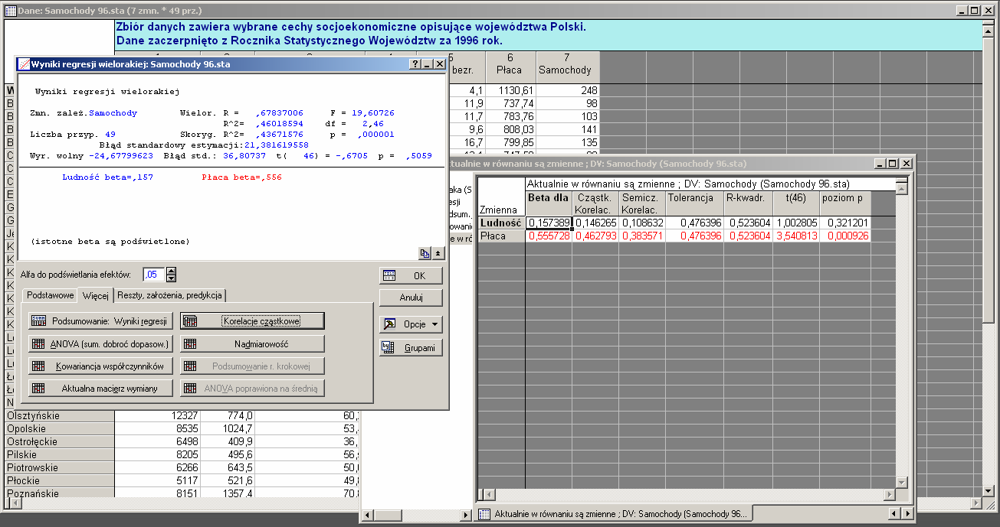 Dane: Samochody 96.sta (7 zmn. * 49 prz.)
Zbiór danych zawiera wybrane cechy socjoekonomiczne opisujące województwa Polski.
Dane zaczerpnięto z Rocznika Statystycznego Województw za 1996 rok.
5 6 7
bezr. Płaca Samochody
4,1 1130,61 248
11,9 737,74 98
11,7 783,76 103
9,6 808,03 141
16,7 799,85 135
Wyniki regresji wielorakiej: Samochody 96.sta
Wyniki regresji wielorakiej
Zmn. zależ.Samochody Wielor. R = ,67837006 F = 19,60726
R^2= ,46018594 df = 2,46
Liczba przyp. 49 Skoryg. R^2= ,43671576 p = ,000001
Błąd standardowy estymacji:21,381619558
Wyr. wolny -24,67799623 Błąd std.: 36,80737 t( 46) = -,6705 p = ,5059
Ludność beta=,157 Płaca beta=,556
(istotne beta są podświetlone)
Alfa do podświetlania efektów: ,05
OK
Anuluj
Opcje
Grupami
Podstawowe Więcej Reszty, założenia, predykcja
Podsumowanie: Wyniki regresji Korelacje cząstkowe
ANOVA (sum. dobroć dopasow.) Nadmiarowość
Kowariancja współczynników Podsumowanie r. krokowej
Aktualna macierz wymiany ANOVA poprawiona na średnią
Olsztyńskie 12327 774,0 60,
Opolskie 8535 1024,7 53,
Ostrołęckie 6498 409,9 36,
Pilskie 8205 495,6 56,
Piotrowskie 6266 643,5 50,
Płockie 5117 521,6 49,
Poznańskie 8151 1357,4 70,
ktualnie w równaniu są zmienne ; DV: Samochody (Samochody 96.sta)
Aktualnie w równaniu są zmienne ; DV: Samochody (Samochody 96.sta)
Zmienna Beta dla Cząstk. Korelac. Semicz. Korelac. Tolerancja R-kwadr. t(46) poziom p
Ludność 0,157389 0,146265 0,108632 0,476396 0,523604 1,002805 0,321201
Płaca 0,555728 0,462793 0,383571 0,476396 0,523604 3,540813 0,000926
Aktualnie w równaniu są zmienne ; DV: Samochody (Samochody 96...